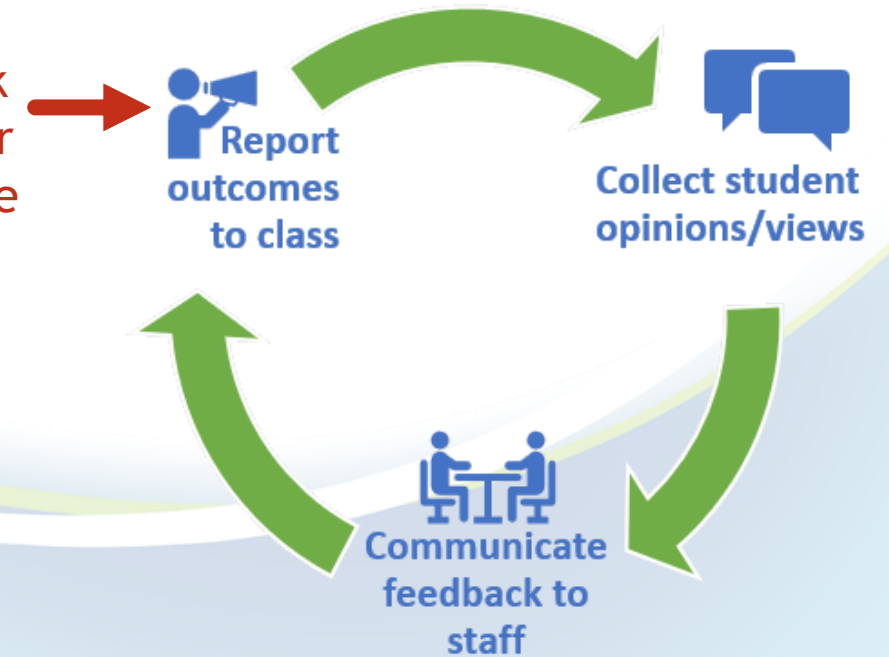 Report
outcomes
to class
Collect student
opinions/views
Communicate
feedback to
staff